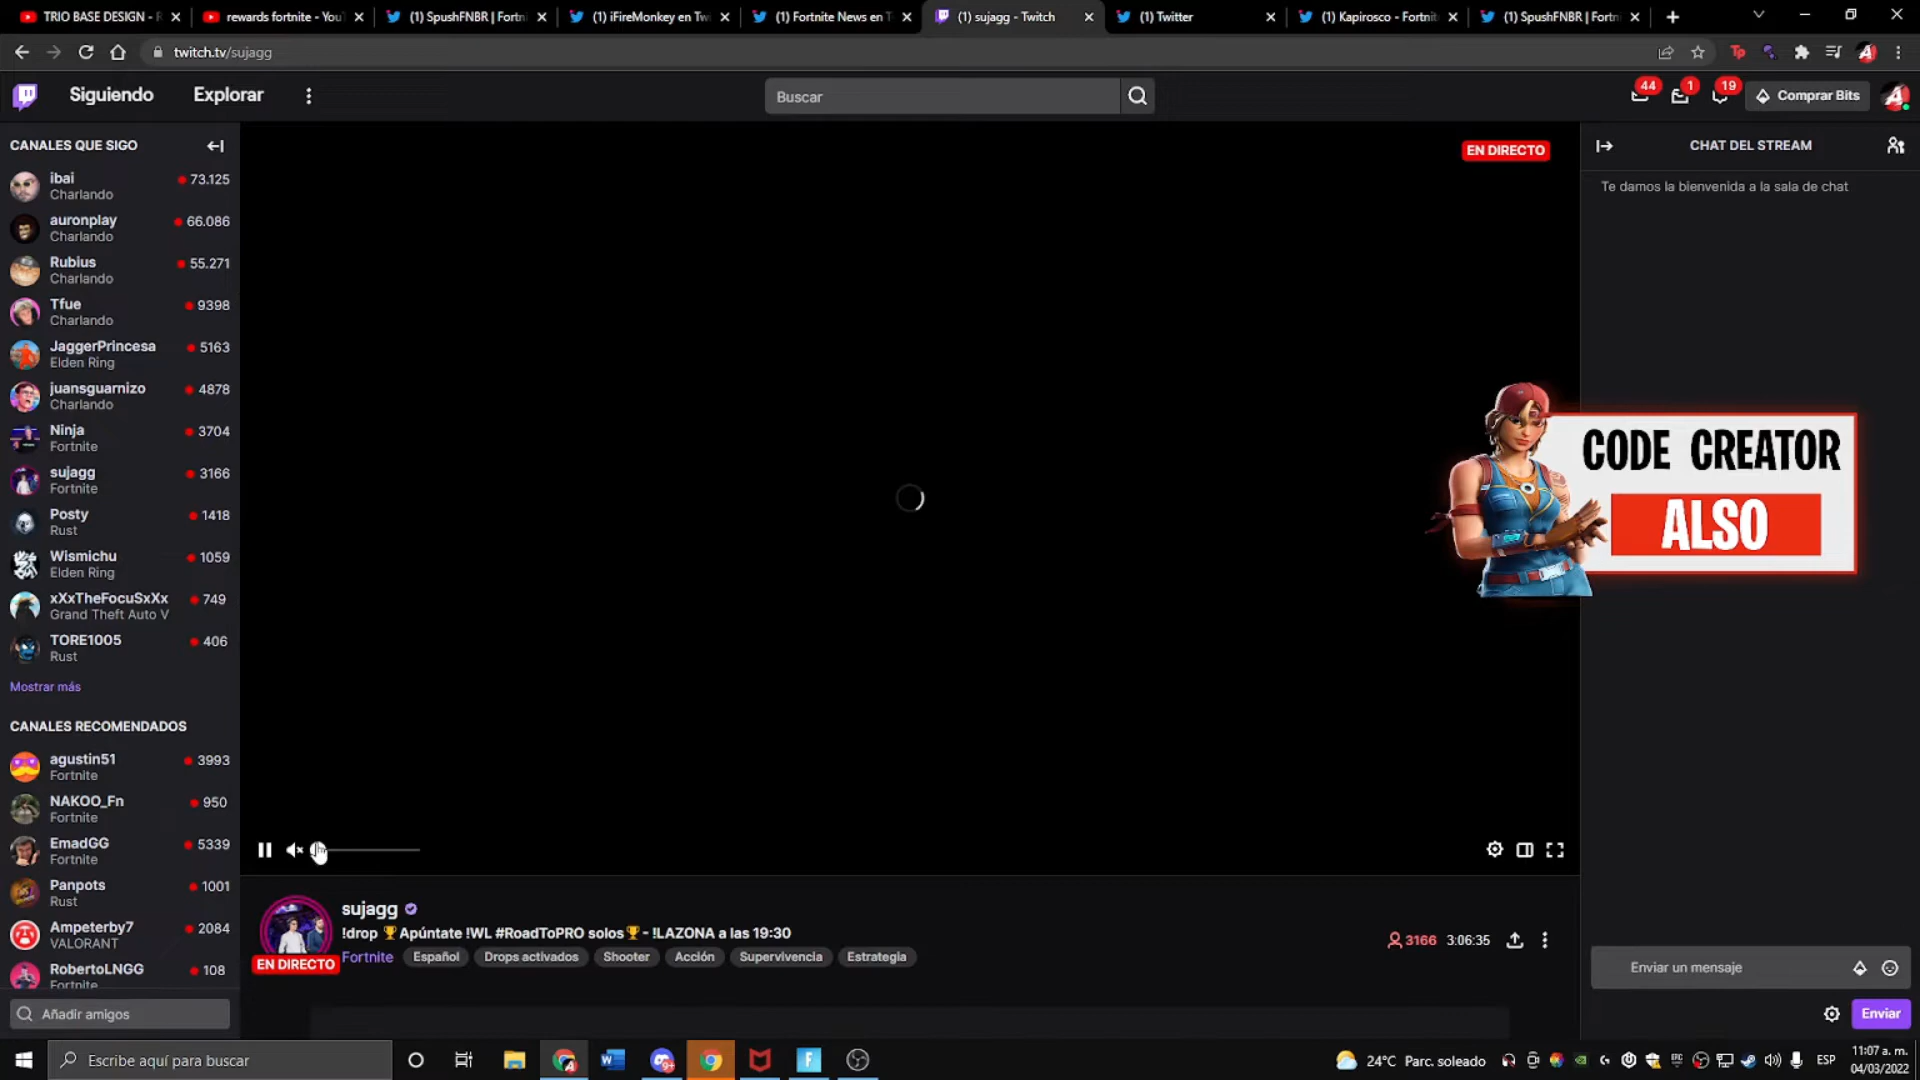 TRIO BASE DESIGN - F
rewards fortnite - You
(1) SpushFNBR | Fortn
(1) iFireMonkey en Tw
(1) Fortnite News en T
(1) sujagg - Twitch
(1) Twitter
(1) Kapirosco - Fortnit
(1) SpushFNBR | Fortn
twitch.tv/sujagg
Siguiendo
Explorar
Buscar
44
1
19
Comprar Bits
CANALES QUE SIGO
ibai
73.125
Charlando
auronplay
66.086
Charlando
Rubius
55.271
Charlando
Tfue
9398
Charlando
JaggerPrincesa
5163
Elden Ring
juansguarnizo
4878
Charlando
Ninja
3704
Fortnite
sujagg
3166
Fortnite
Posty
1418
Rust
Wismichu
1059
Elden Ring
xXxTheFocuSxXx
749
Grand Theft Auto V
TORE1005
406
Rust
Mostrar más
CANALES RECOMENDADOS
agustin51
3993
Fortnite
NAKOO_Fn
950
Fortnite
EmadGG
5339
Fortnite
Panpots
1001
Rust
Ampeterby7
2084
VALORANT
RobertoLNGG
108
Fortnite
Añadir amigos
EN DIRECTO
CHAT DEL STREAM
Te damos la bienvenida a la sala de chat
CODE CREATOR
ALSO
sujagg
!drop 🏆Apúntate !WL #RoadToPRO solos🏆- !LAZONA a las 19:30
EN DIRECTO
Fortnite
Español
Drops activados
Shooter
Acción
Supervivencia
Estrategia
3166
3:06:35
Enviar un mensaje
Enviar
Escribe aquí para buscar
24°C Parc. soleado
ESP
11:07 a. m.
04/03/2022